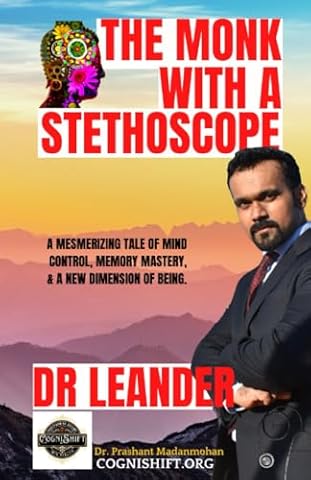 THE MONK
WITH A
STETHOSCOPE
A MESMERIZING TALE OF MIND
CONTROL, MEMORY MASTERY,
& A NEW DIMENSION OF BEING.
DR LEANDER
COGNISHIFT
Dr. Prashant Madanmohan
COGNISHIFT.ORG